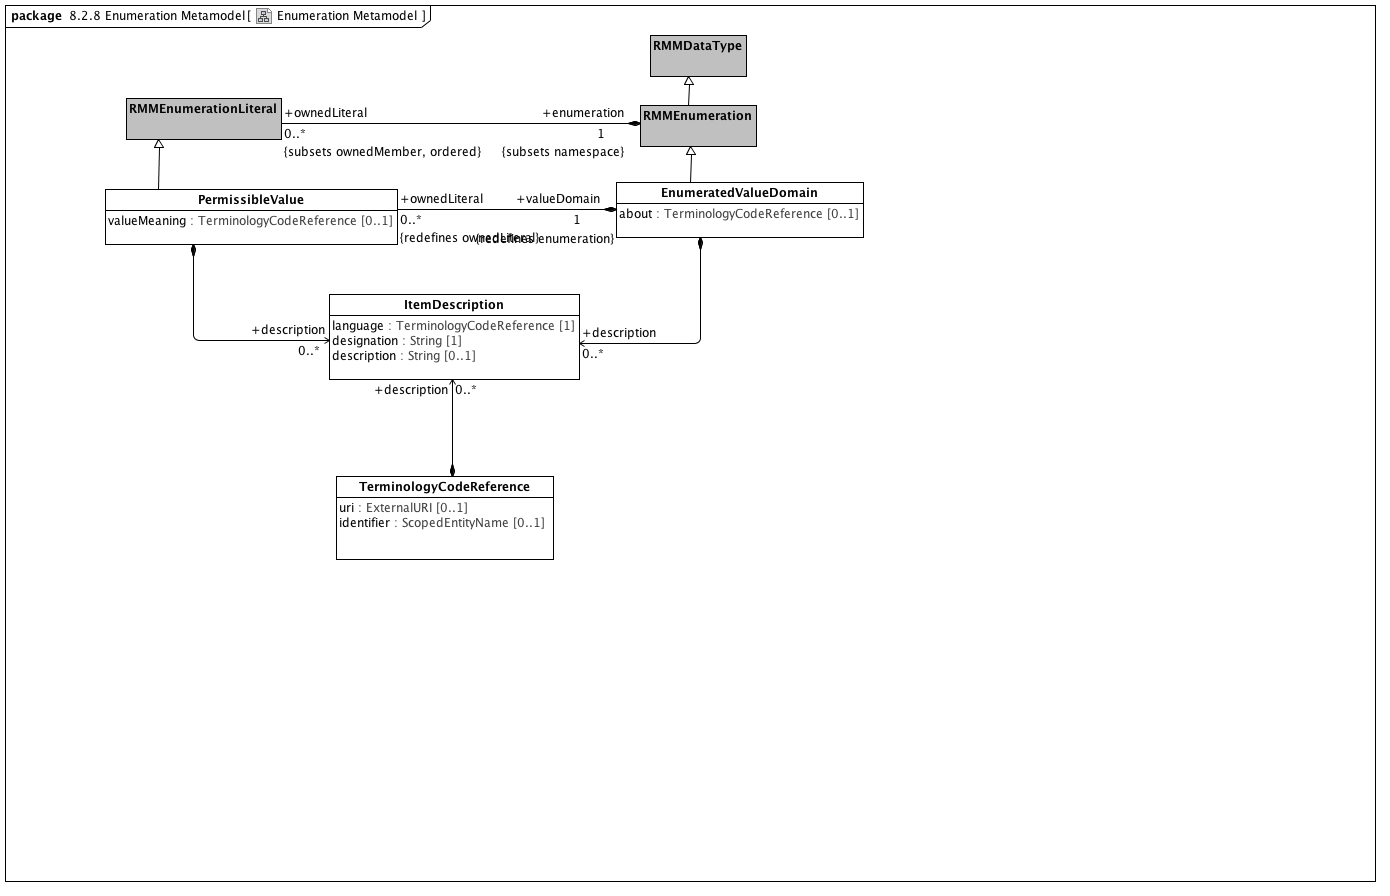 package 8.2.8 Enumeration Metamodel[ Enumeration Metamodel ]
RMMDataType
RMMEnumerationLiteral
+ownedLiteral
+enumeration
RMMEnumeration
0..*
1
{subsets ownedMember, ordered}
{subsets namespace}
PermissibleValue
valueMeaning : TerminologyCodeReference [0..1]
+ownedLiteral
+valueDomain
0..*
1
{redefines ownedLiteral}
{redefines enumeration}
EnumeratedValueDomain
about : TerminologyCodeReference [0..1]
ItemDescription
language : TerminologyCodeReference [1]
designation : String [1]
description : String [0..1]
+description
0..*
+description
0..*
+description
0..*
TerminologyCodeReference
uri : ExternalURI [0..1]
identifier : ScopedEntityName [0..1]